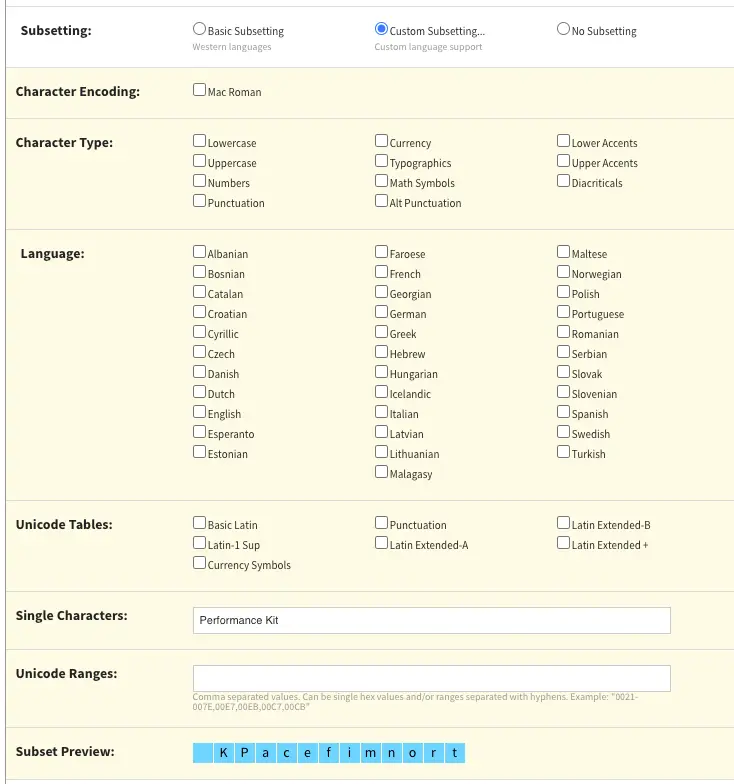 Subsetting: Basic Subsetting Custom Subsetting... No Subsetting
Western languages Custom language support
Character Encoding: Mac Roman
Character Type: Lowercase Currency Lower Accents
Uppercase Typographics Upper Accents
Numbers Math Symbols Diacriticals
Punctuation Alt Punctuation
Language: Albanian Faroese Maltese
Bosnian French Norwegian
Catalan Georgian Polish
Croatian German Portuguese
Cyrillic Greek Romanian
Czech Hebrew Serbian
Danish Hungarian Slovak
Dutch Icelandic Slovenian
English Italian Spanish
Esperanto Latvian Swedish
Estonian Lithuanian Turkish
Malagasy
Unicode Tables: Basic Latin Punctuation Latin Extended-B
Latin-1 Sup Latin Extended-A Latin Extended +
Currency Symbols
Single Characters: Performance Kit
Unicode Ranges:
Comma separated values. Can be single hex values and/or ranges separated with hyphens. Example: "0021-
007E,00E7,00EB,00C7,00CB"
Subset Preview: K P a c e f i m n o r t